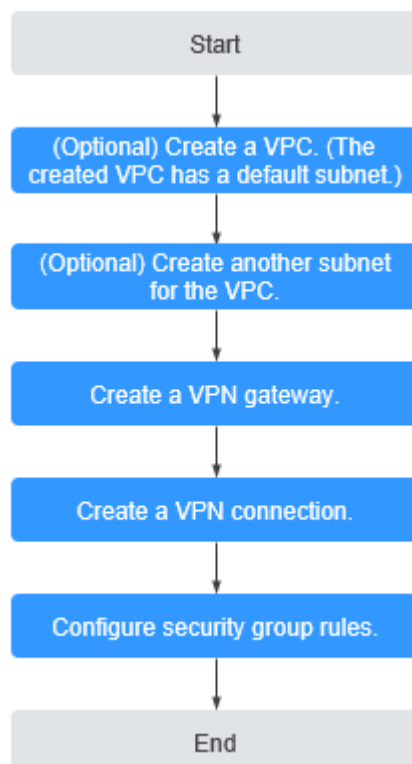 Start
(Optional) Create a VPC. (The
created VPC has a default subnet.)
(Optional) Create another subnet
for the VPC.
Create a VPN gateway.
Create a VPN connection.
Configure security group rules.
End